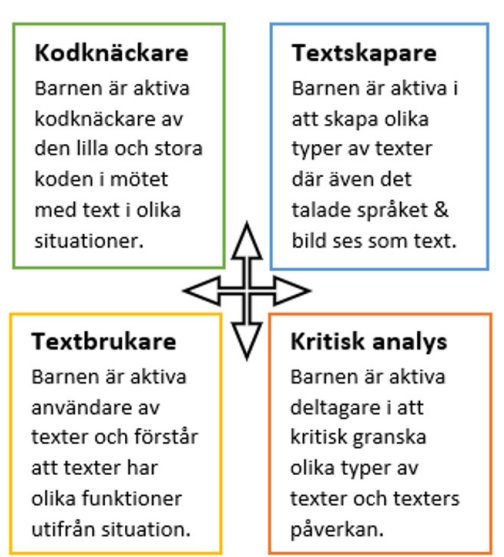 Kodknäckare
Barnen är aktiva
kodknäckare av
den lilla och stora
koden i mötet
med text i olika
situationer.
Textskapare
Barnen är aktiva i
att skapa olika
typer av texter
där även det
talade språket &
bild ses som text.
Textbrukare
Barnen är aktiva
användare av
texter och förstår
att texter har
olika funktioner
utifrån situation.
Kritisk analys
Barnen är aktiva
deltagare i att
kritisk granska
olika typer av
texter och texters
påverkan.